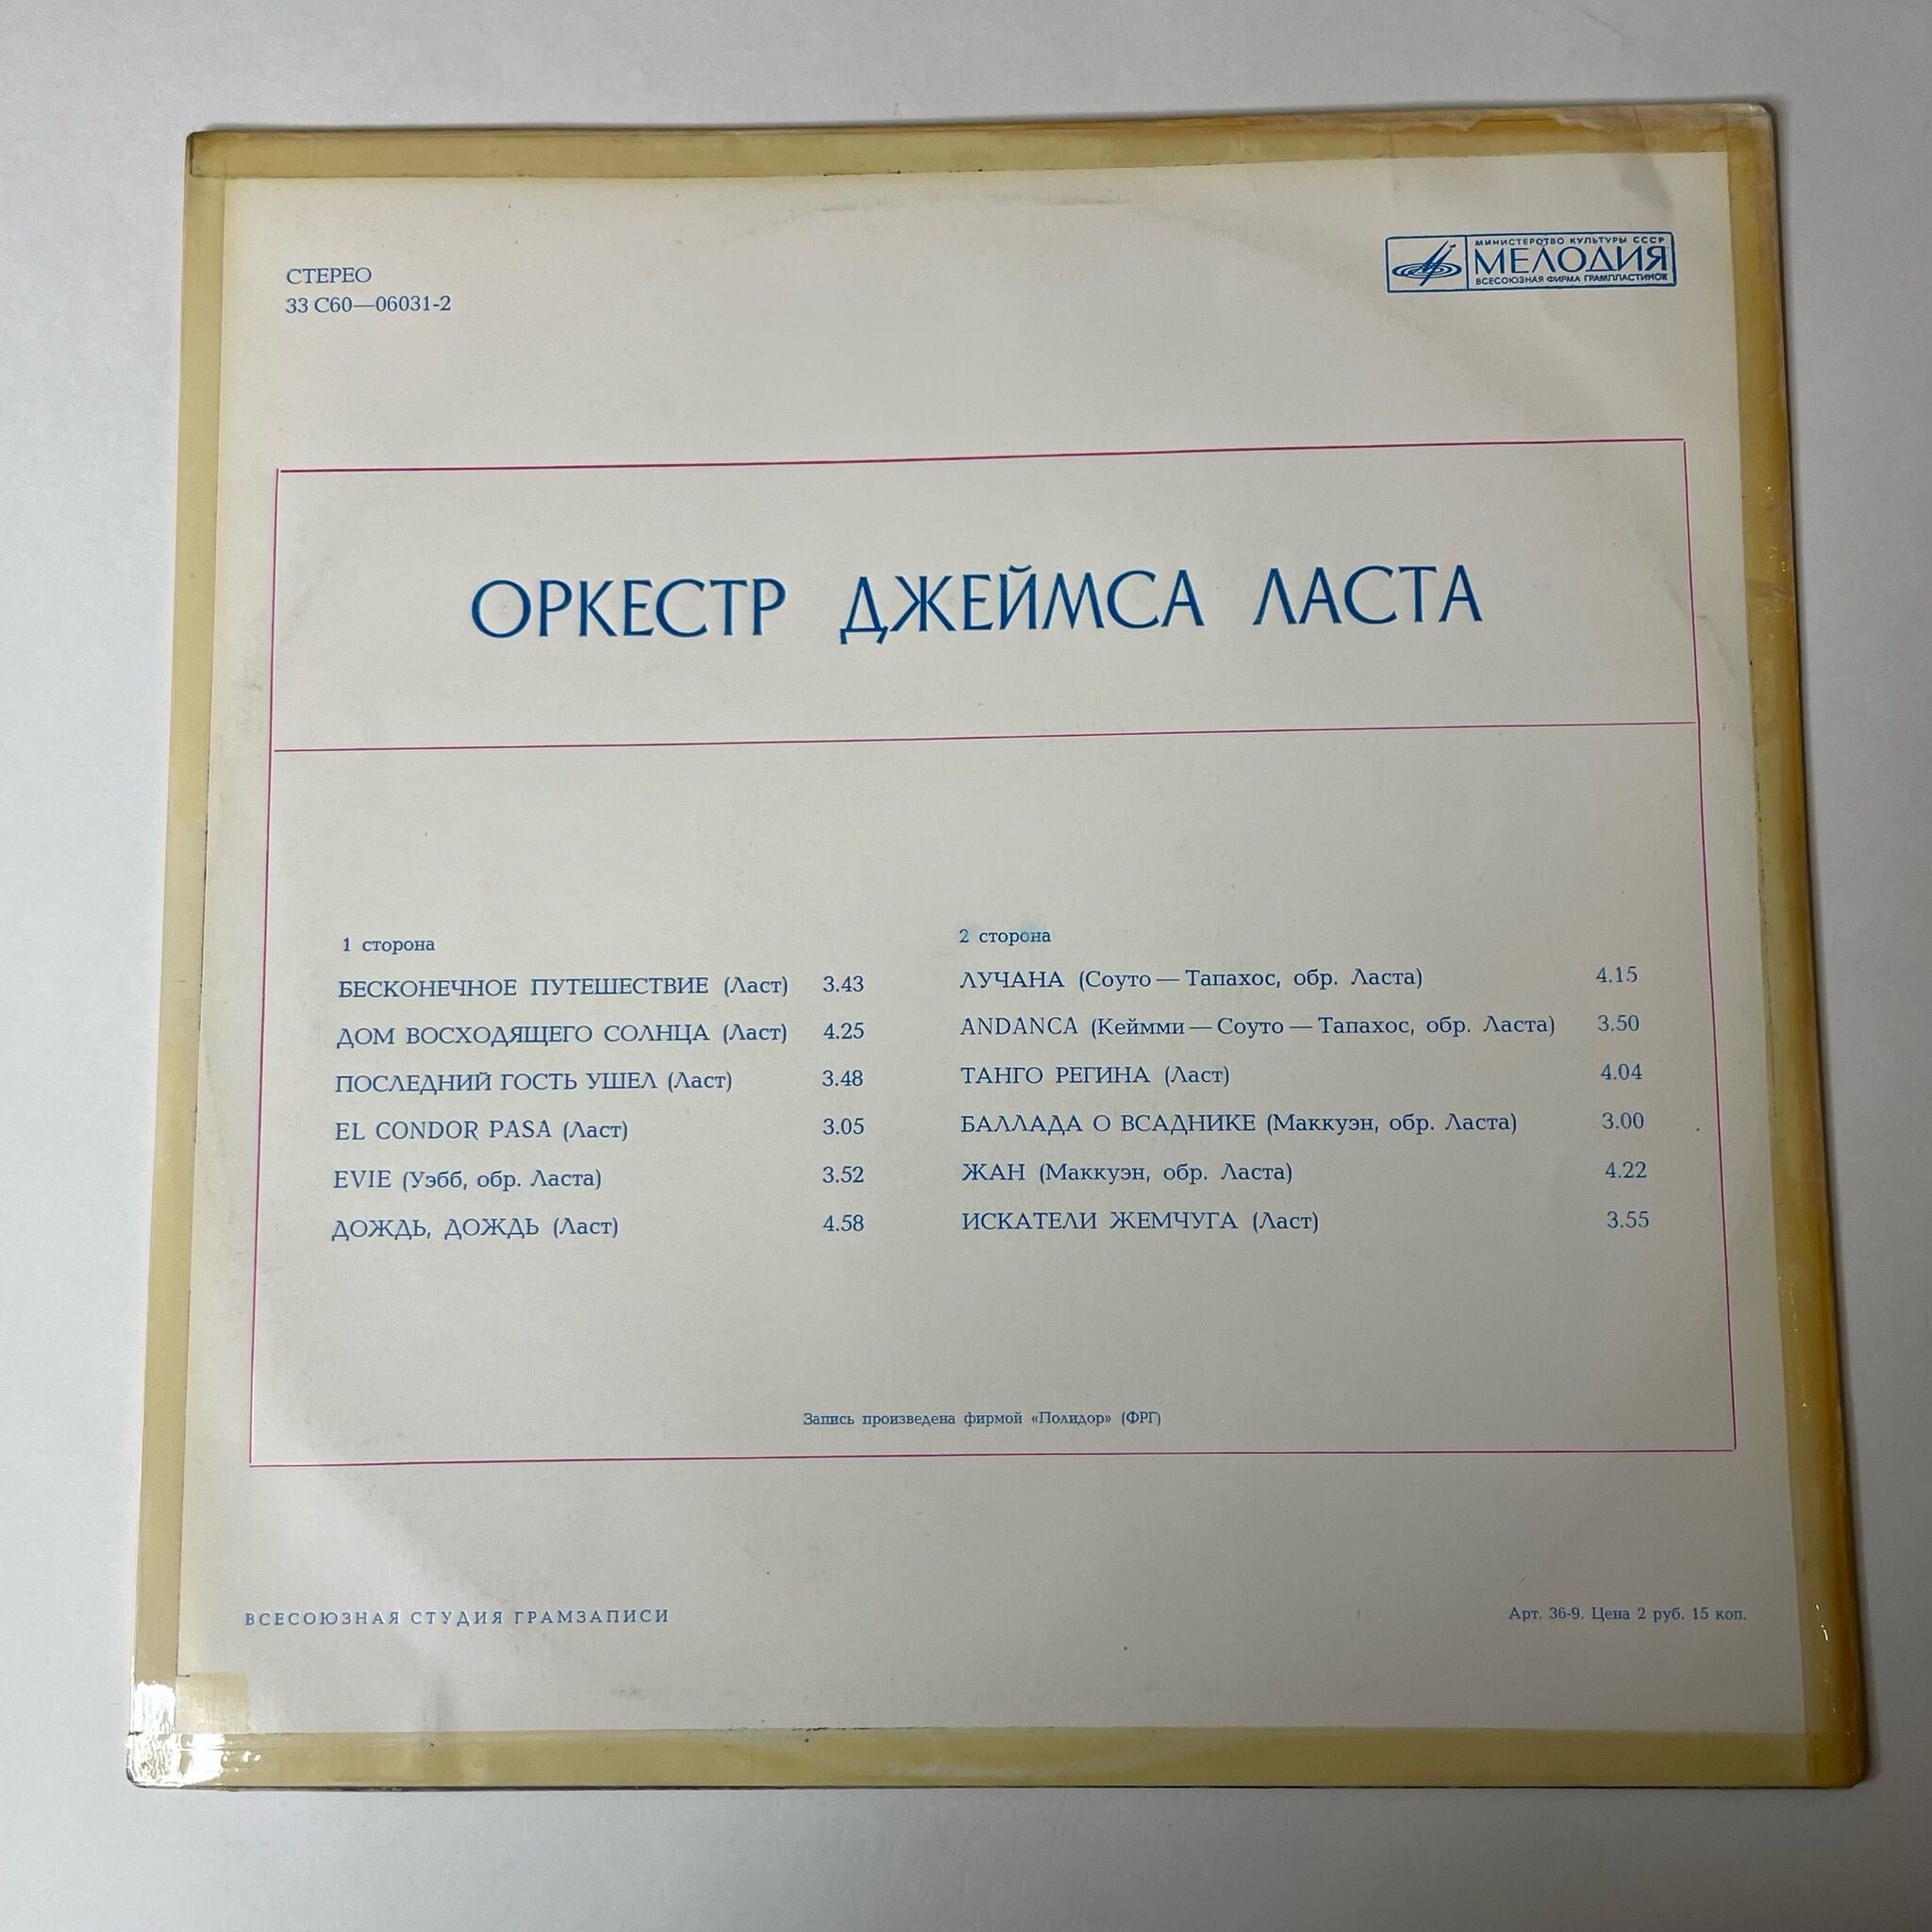 СТЕРЕО
33 С60—06031-2
МИНИСТЕРСТВО КУЛЬТУРЫ СССР
МЕЛОДИЯ
ВСЕСОЮЗНАЯ ФИРМА ГРАМПЛАСТИНОК
ОРКЕСТР ДЖЕЙМСА ЛАСТА
1 сторона
БЕСКОНЕЧНОЕ ПУТЕШЕСТВИЕ (Ласт) 3.43
ДОМ ВОСХОДЯЩЕГО СОЛНЦА (Ласт) 4.25
ПОСЛЕДНИЙ ГОСТЬ УШЕЛ (Ласт) 3.48
EL CONDOR PASA (Ласт) 3.05
EVIE (Уэбб, обр. Ласта) 3.52
ДОЖДЬ, ДОЖДЬ (Ласт) 4.58
2 сторона
ЛУЧАНА (Соуто — Тапахос, обр. Ласта) 4.15
ANDANCA (Кеймми — Соуто — Тапахос, обр. Ласта) 3.50
ТАНГО РЕГИНА (Ласт) 4.04
БАЛЛАДА О ВСАДНИКЕ (Маккуэн, обр. Ласта) 3.00
ЖАН (Маккуэн, обр. Ласта) 4.22
ИСКАТЕЛИ ЖЕМЧУГА (Ласт) 3.55
Запись произведена фирмой «Полидор» (ФРГ)
ВСЕСОЮЗНАЯ СТУДИЯ ГРАМЗАПИСИ
Арт. 36-9. Цена 2 руб. 15 коп.